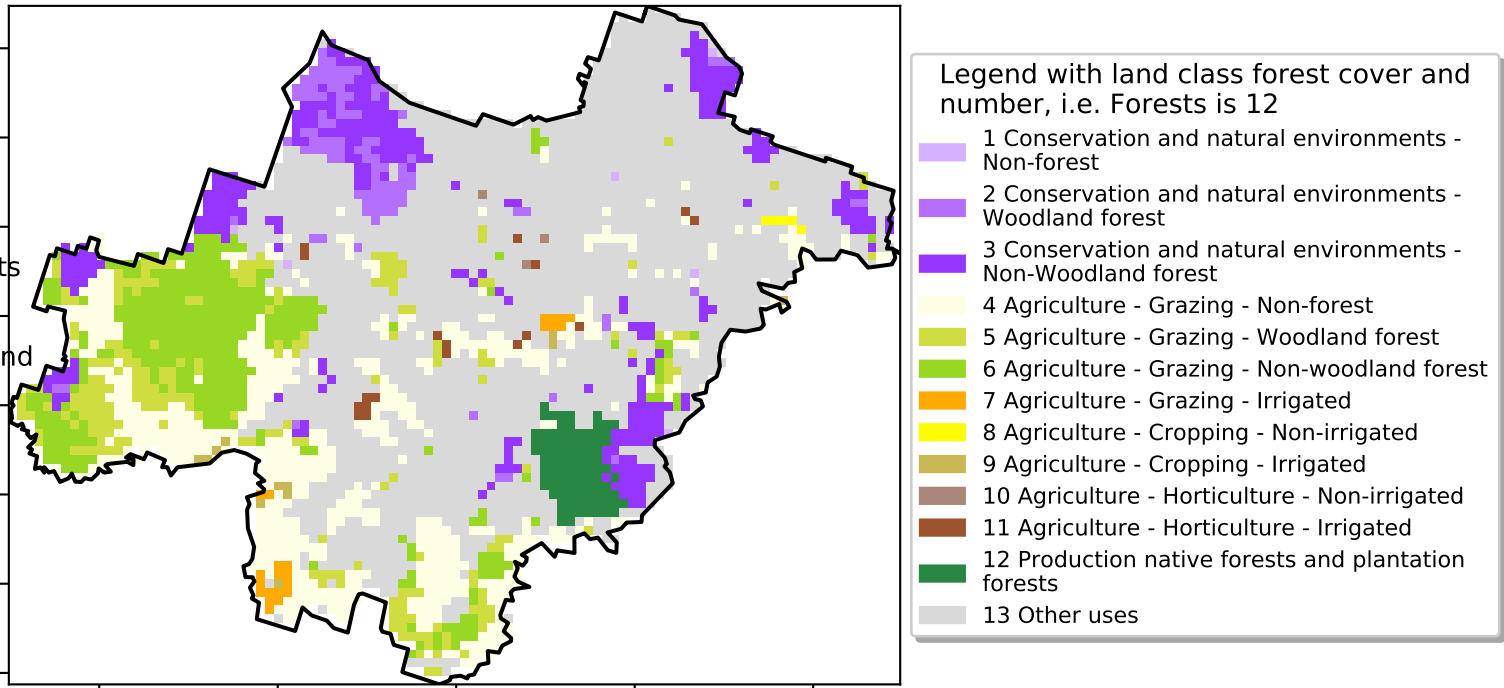 ts
nd
Legend with land class forest cover and
number, i.e. Forests is 12
1 Conservation and natural environments -
Non-forest
2 Conservation and natural environments -
Woodland forest
3 Conservation and natural environments -
Non-Woodland forest
4 Agriculture - Grazing - Non-forest
5 Agriculture - Grazing - Woodland forest
6 Agriculture - Grazing - Non-woodland forest
7 Agriculture - Grazing - Irrigated
8 Agriculture - Cropping - Non-irrigated
9 Agriculture - Cropping - Irrigated
10 Agriculture - Horticulture - Non-irrigated
11 Agriculture - Horticulture - Irrigated
12 Production native forests and plantation
forests
13 Other uses